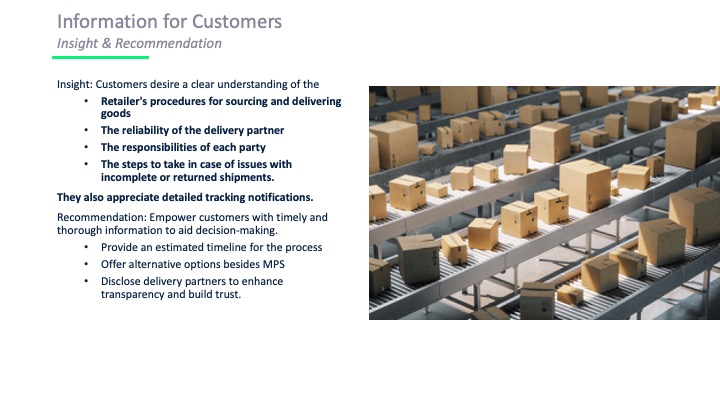 Information for Customers
Insight & Recommendation
Insight: Customers desire a clear understanding of the
• Retailer's procedures for sourcing and delivering
goods
• The reliability of the delivery partner
• The responsibilities of each party
• The steps to take in case of issues with
incomplete or returned shipments.
They also appreciate detailed tracking notifications.
Recommendation: Empower customers with timely and
thorough information to aid decision-making.
• Provide an estimated timeline for the process
• Offer alternative options besides MPS
• Disclose delivery partners to enhance
transparency and build trust.